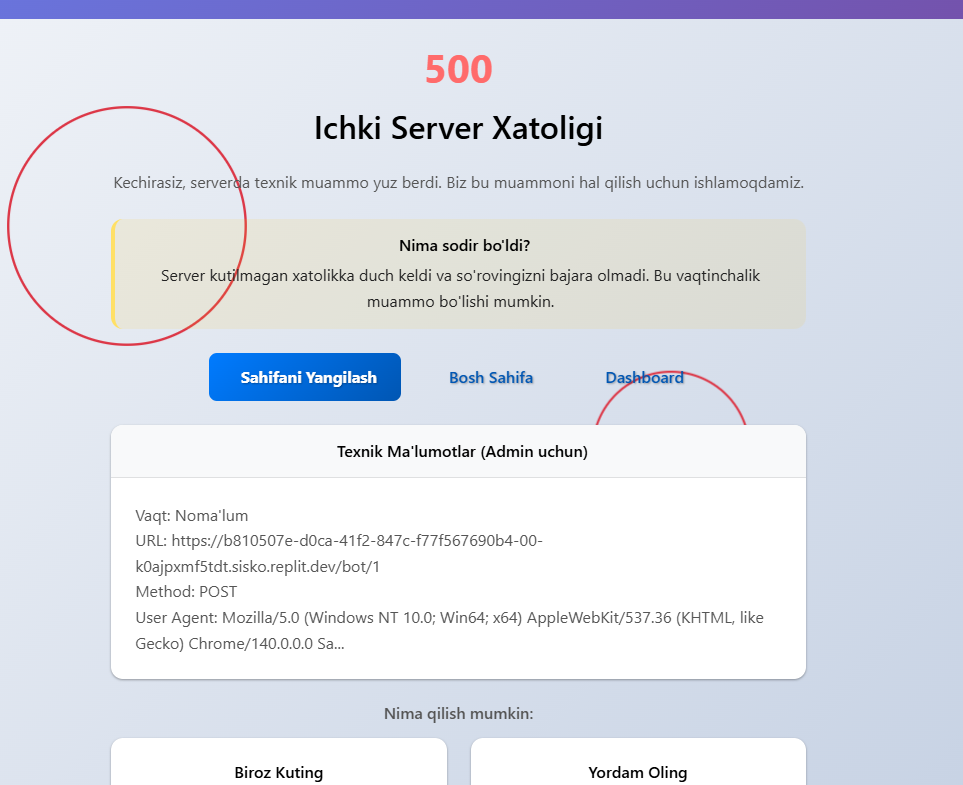 500
Ichki Server Xatoligi
Kechirasiz, serverda texnik muammo yuz berdi. Biz bu muammoni hal qilish uchun ishlamoqdamiz.
Nima sodir bo'ldi?
Server kutilmagan xatolikka duch keldi va so'rovingizni bajara olmadi. Bu vaqtinchalik
muammo bo'lishi mumkin.
Sahifani Yangilash Bosh Sahifa Dashboard
Texnik Ma'lumotlar (Admin uchun)
Vaqt: Noma'lum
URL: https://b810507e-d0ca-41f2-847c-f77f567690b4-00-
k0ajpxmf5tdt.sisko.replit.dev/bot/1
Method: POST
User Agent: Mozilla/5.0 (Windows NT 10.0; Win64; x64) AppleWebKit/537.36 (KHTML, like
Gecko) Chrome/140.0.0.0 Sa...
Nima qilish mumkin:
Biroz Kuting Yordam Oling